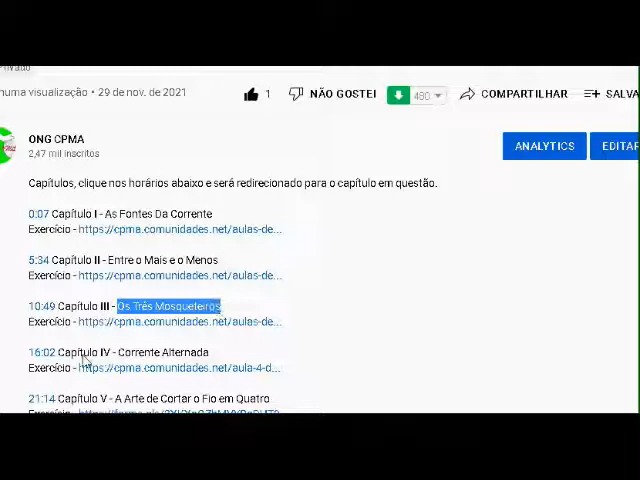 numa visualização • 29 de nov. de 2021
1
NÃO GOSTEI
480
COMPARTILHAR
SALVA
ONG CPMA
2,47 mil inscritos
ANALYTICS
EDITAR
Capítulos, clique nos horários abaixo e será redirecionado para o capítulo em questão.
0:07 Capítulo I - As Fontes Da Corrente
Exercício - https://cpma.comunidades.net/aulas-de...
5:34 Capítulo II - Entre o Mais e o Menos
Exercício - https://cpma.comunidades.net/aulas-de...
10:49 Capítulo III - Os Três Mosqueteiros
Exercício - https://cpma.comunidades.net/aulas-de...
16:02 Capítulo IV - Corrente Alternada
Exercício - https://cpma.comunidades.net/aula-4-d...
21:14 Capítulo V - A Arte de Cortar o Fio em Quatro